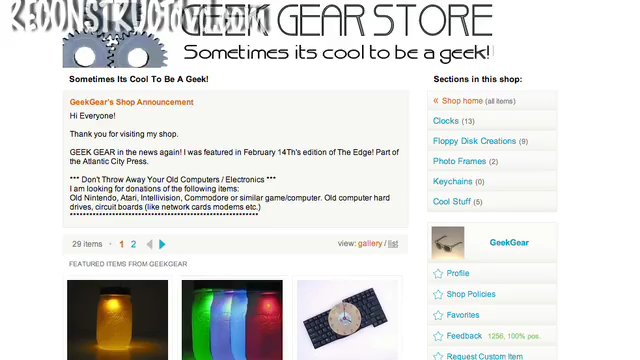 RECONSTRUCTOVIL.COM
GEEK GEAR STORE
Sometimes its cool to be a geek!
Sometimes Its Cool To Be A Geek!
GeekGear's Shop Announcement
Hi Everyone!
Thank you for visiting my shop.
GEEK GEAR in the news again! I was featured in February 14Th's edition of The Edge! Part of
the Atlantic City Press.
*** Don't Throw Away Your Old Computers / Electronics ***
I am looking for donations of the following items:
Old Nintendo, Atari, Intellivision, Commodore or similar game/computer. Old computer hard
drives, circuit boards (like network cards modems etc.)
************************************************************
29 items · 1 2
view: gallery / list
FEATURED ITEMS FROM GEEKGEAR
Sections in this shop:
« Shop home (all items)
Clocks (13)
Floppy Disk Creations (9)
Photo Frames (2)
Keychains (0)
Cool Stuff (5)
GeekGear
Profile
Shop Policies
Favorites
Feedback 1256, 100% pos.
Request Custom Item